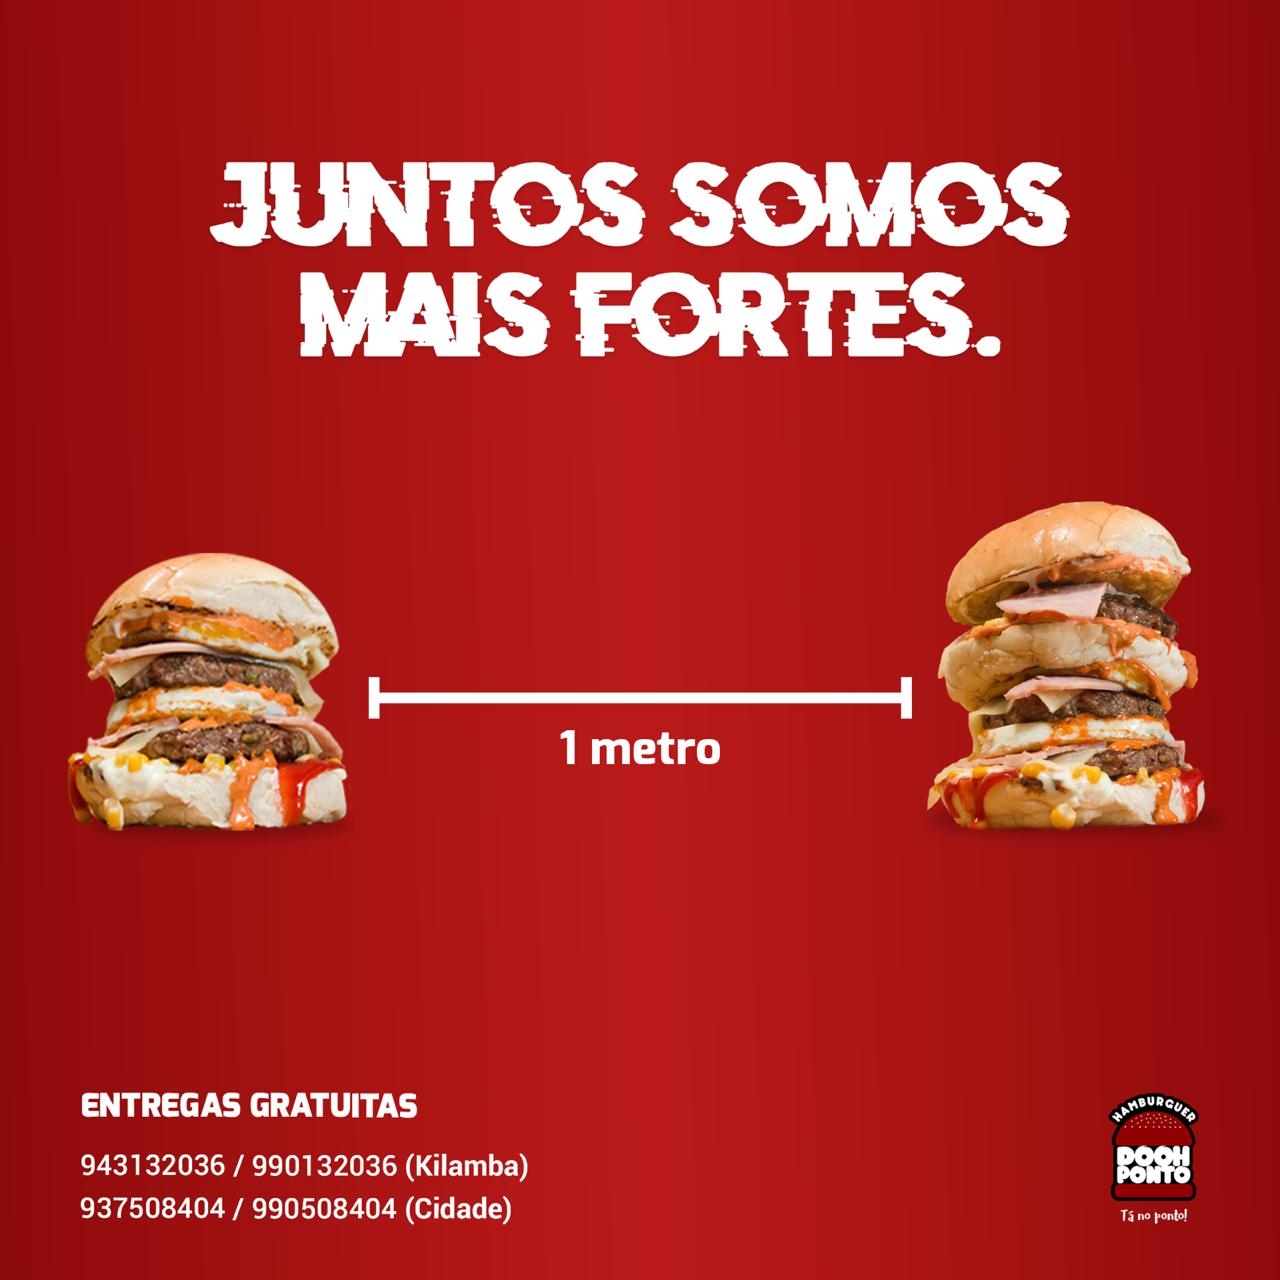 JUNTOS SOMOS
MAIS FORTES.
1 metro
ENTREGAS GRATUITAS
943132036 / 990132036 (Kilamba)
937508404 / 990508404 (Cidade)
HAMBURGUER
POOH
PONTO
Tá no ponto!